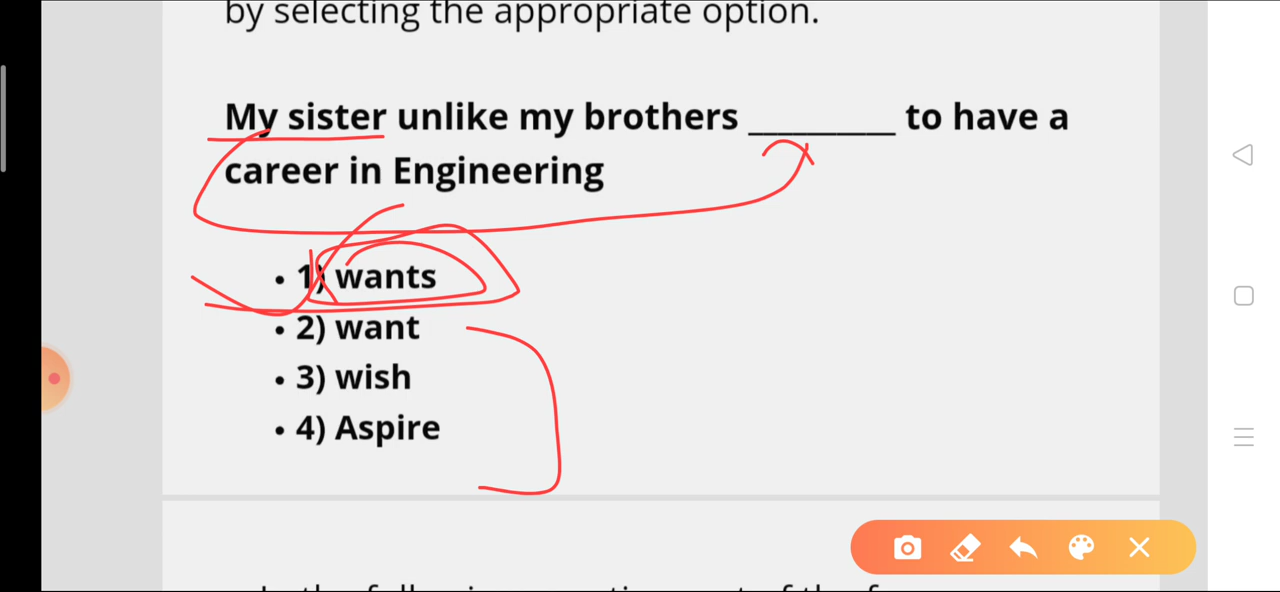 by selecting the appropriate option.
My sister unlike my brothers ________ to have a
career in Engineering
• 1) wants
• 2) want
• 3) wish
• 4) Aspire